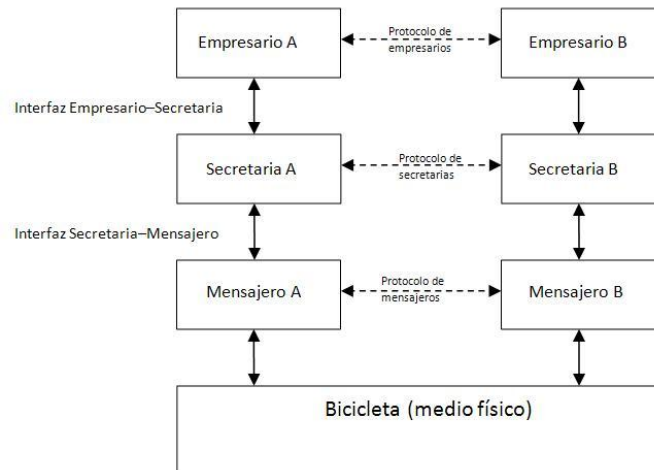 Empresario A
Protocolo de
empresarios
Empresario B
Interfaz Empresario–Secretaria
Secretaria A
Protocolo de
secretarias
Secretaria B
Interfaz Secretaria–Mensajero
Mensajero A
Protocolo de
mensajeros
Mensajero B
Bicicleta (medio físico)